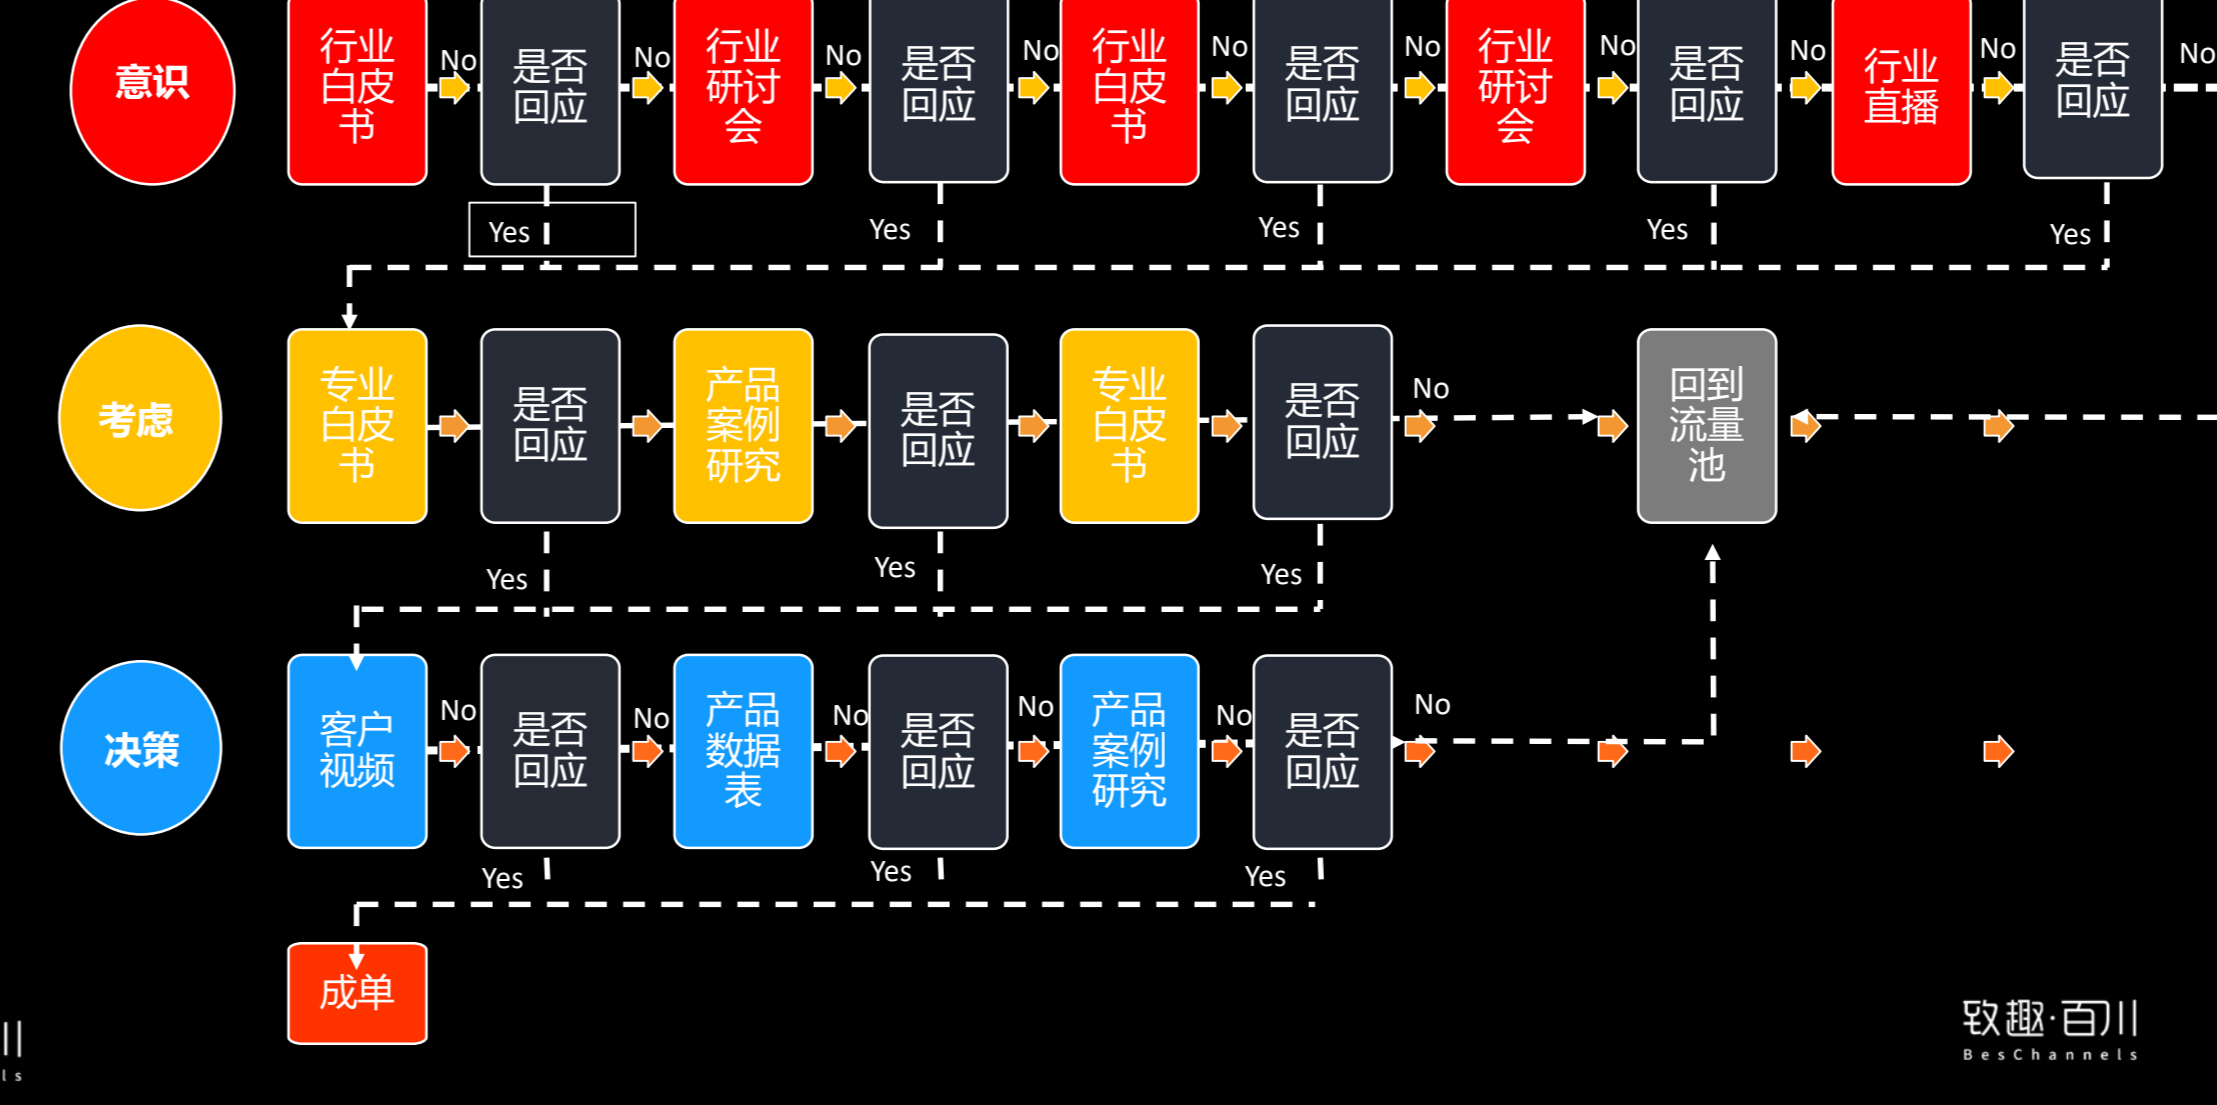 意识
行业
白皮
书
No
是否
回应
No
行业
研讨
会
No
是否
回应
No
行业
白皮
书
No
是否
回应
No
行业
研讨
会
No
是否
回应
No
行业
直播
No
是否
回应
No
Yes
Yes
Yes
Yes
Yes
考虑
专业
白皮
书
是否
回应
产品
案例
研究
是否
回应
专业
白皮
书
是否
回应
No
回到
流量
池
Yes
Yes
Yes
决策
客户
视频
No
是否
回应
No
产品
数据
表
No
是否
回应
No
产品
案例
研究
No
是否
回应
No
Yes
Yes
Yes
成单
川
ls
致趣·百川
BesChannels